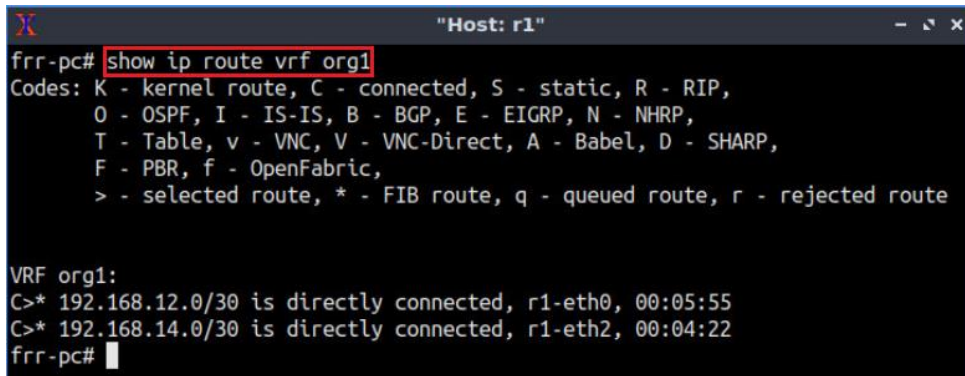 "Host: r1"
frr-pc# show ip route vrf org1
Codes: K - kernel route, C - connected, S - static, R - RIP,
       O - OSPF, I - IS-IS, B - BGP, E - EIGRP, N - NHRP,
       T - Table, v - VNC, V - VNC-Direct, A - Babel, D - SHARP,
       F - PBR, f - OpenFabric,
       > - selected route, * - FIB route, q - queued route, r - rejected route
VRF org1:
C>* 192.168.12.0/30 is directly connected, r1-eth0, 00:05:55
C>* 192.168.14.0/30 is directly connected, r1-eth2, 00:04:22
frr-pc#